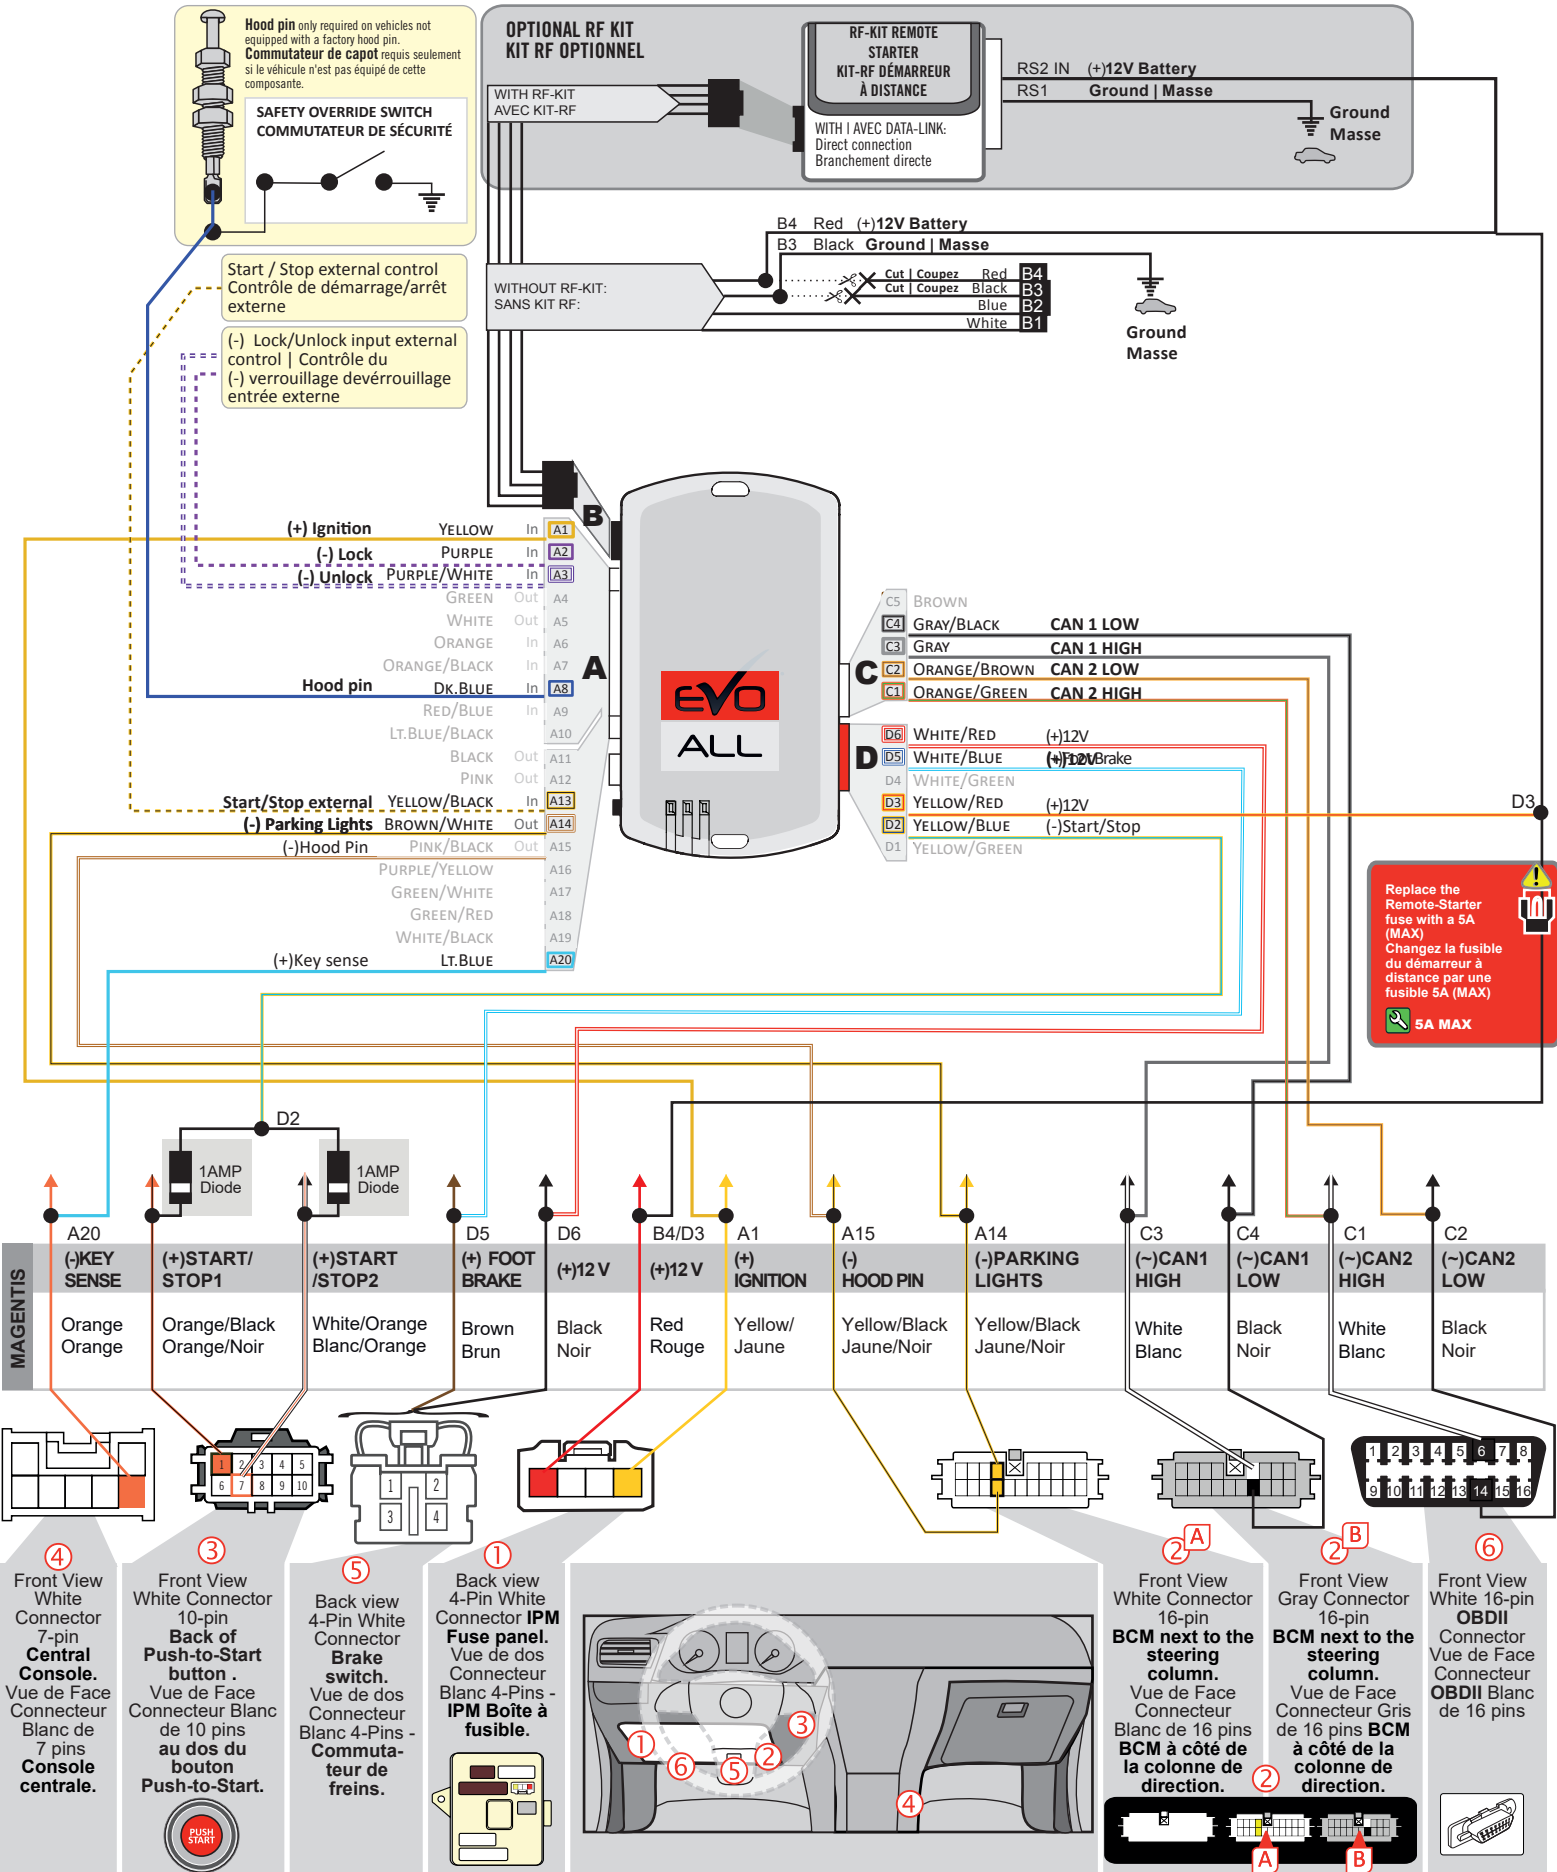 Hood pin only required on vehicles not
equipped with a factory hood pin.
Commutateur de capot requis seulement
si le véhicule n'est pas équipé de cette
composante.
SAFETY OVERRIDE SWITCH
COMMUTATEUR DE SÉCURITÉ
OPTIONAL RF KIT
KIT RF OPTIONNEL
RF-KIT REMOTE
STARTER
KIT-RF DÉMARREUR
À DISTANCE
WITH RF-KIT
AVEC KIT-RF
WITH I AVEC DATA-LINK:
Direct connection
Branchement directe
RS2 IN (+)12V Battery
RS1 Ground | Masse
Ground
Masse
B4 Red (+)12V Battery
B3 Black Ground | Masse
WITHOUT RF-KIT:
SANS KIT RF:
Cut | Coupez Red B4
Cut | Coupez Black B3
Blue B2
White B1
Ground
Masse
Start / Stop external control
Contrôle de démarrage/arrêt
externe
(-) Lock/Unlock input external
control | Contrôle du
(-) verrouillage devérrouillage
entrée externe
B
(+) Ignition YELLOW In A1
(-) Lock PURPLE In A2
(-) Unlock PURPLE/WHITE In A3
GREEN Out A4
WHITE Out A5
ORANGE In A6
ORANGE/BLACK In A7
Hood pin DK.BLUE In A8
RED/BLUE In A9
LT.BLUE/BLACK A10
BLACK Out A11
PINK Out A12
Start/Stop external YELLOW/BLACK In A13
(-) Parking Lights BROWN/WHITE Out A14
(-)Hood Pin PINK/BLACK Out A15
PURPLE/YELLOW A16
GREEN/WHITE A17
GREEN/RED A18
WHITE/BLACK A19
(+)Key sense LT.BLUE A20
A
EVO
ALL
C
C5 BROWN
C4 GRAY/BLACK CAN 1 LOW
C3 GRAY CAN 1 HIGH
C2 ORANGE/BROWN CAN 2 LOW
C1 ORANGE/GREEN CAN 2 HIGH
D
D6 WHITE/RED (+)12V
D5 WHITE/BLUE (+)12V (+)Foot Brake
D4 WHITE/GREEN
D3 YELLOW/RED (+)12V
D2 YELLOW/BLUE (-)Start/Stop
D1 YELLOW/GREEN
D3
Replace the
Remote-Starter
fuse with a 5A
(MAX)
Changez la fusible
du démarreur à
distance par une
fusible 5A (MAX)
5A MAX
D2
1AMP
Diode
1AMP
Diode
A20 D5 D6 B4/D3 A1 A15 A14 C3 C4 C1 C2
MAGENTIS
(-)KEY
SENSE
(+)START/
STOP1
(+)START
/STOP2
(+) FOOT
BRAKE
(+)12 V
(+)12 V
(+)
IGNITION
(-)
HOOD PIN
(-)PARKING
LIGHTS
(~)CAN1
HIGH
(~)CAN1
LOW
(~)CAN2
HIGH
(~)CAN2
LOW
Orange
Orange
Orange/Black
Orange/Noir
White/Orange
Blanc/Orange
Brown
Brun
Black
Noir
Red
Rouge
Yellow/
Jaune
Yellow/Black
Jaune/Noir
Yellow/Black
Jaune/Noir
White
Blanc
Black
Noir
White
Blanc
Black
Noir
1 2 3 4 5
6 7 8 9 10
1 2
3 4
1 2 3 4 5 6 7 8
9 10 11 12 13 14 15 16
4
Front View
White
Connector
7-pin
Central
Console.
Vue de Face
Connecteur
Blanc de
7 pins
Console
centrale.
3
Front View
White Connector
10-pin
Back of
Push-to-Start
button .
Vue de Face
Connecteur Blanc
de 10 pins
au dos du
bouton
Push-to-Start.
PUSH
START
5
Back view
4-Pin White
Connector
Brake
switch.
Vue de dos
Connecteur
Blanc 4-Pins -
Commuta-
teur de
freins.
1
Back view
4-Pin White
Connector IPM
Fuse panel.
Vue de dos
Connecteur
Blanc 4-Pins -
IPM Boîte à
fusible.
1
6
5
2
3
4
2 A
Front View
White Connector
16-pin
BCM next to the
steering
column.
Vue de Face
Connecteur
Blanc de 16 pins
BCM à côté de
la colonne de
direction.
2 B
Front View
Gray Connector
16-pin
BCM next to the
steering
column.
Vue de Face
Connecteur Gris
de 16 pins BCM
à côté de la
colonne de
direction.
2
A
B
6
Front View
White 16-pin
OBDII
Connector
Vue de Face
Connecteur
OBDII Blanc
de 16 pins